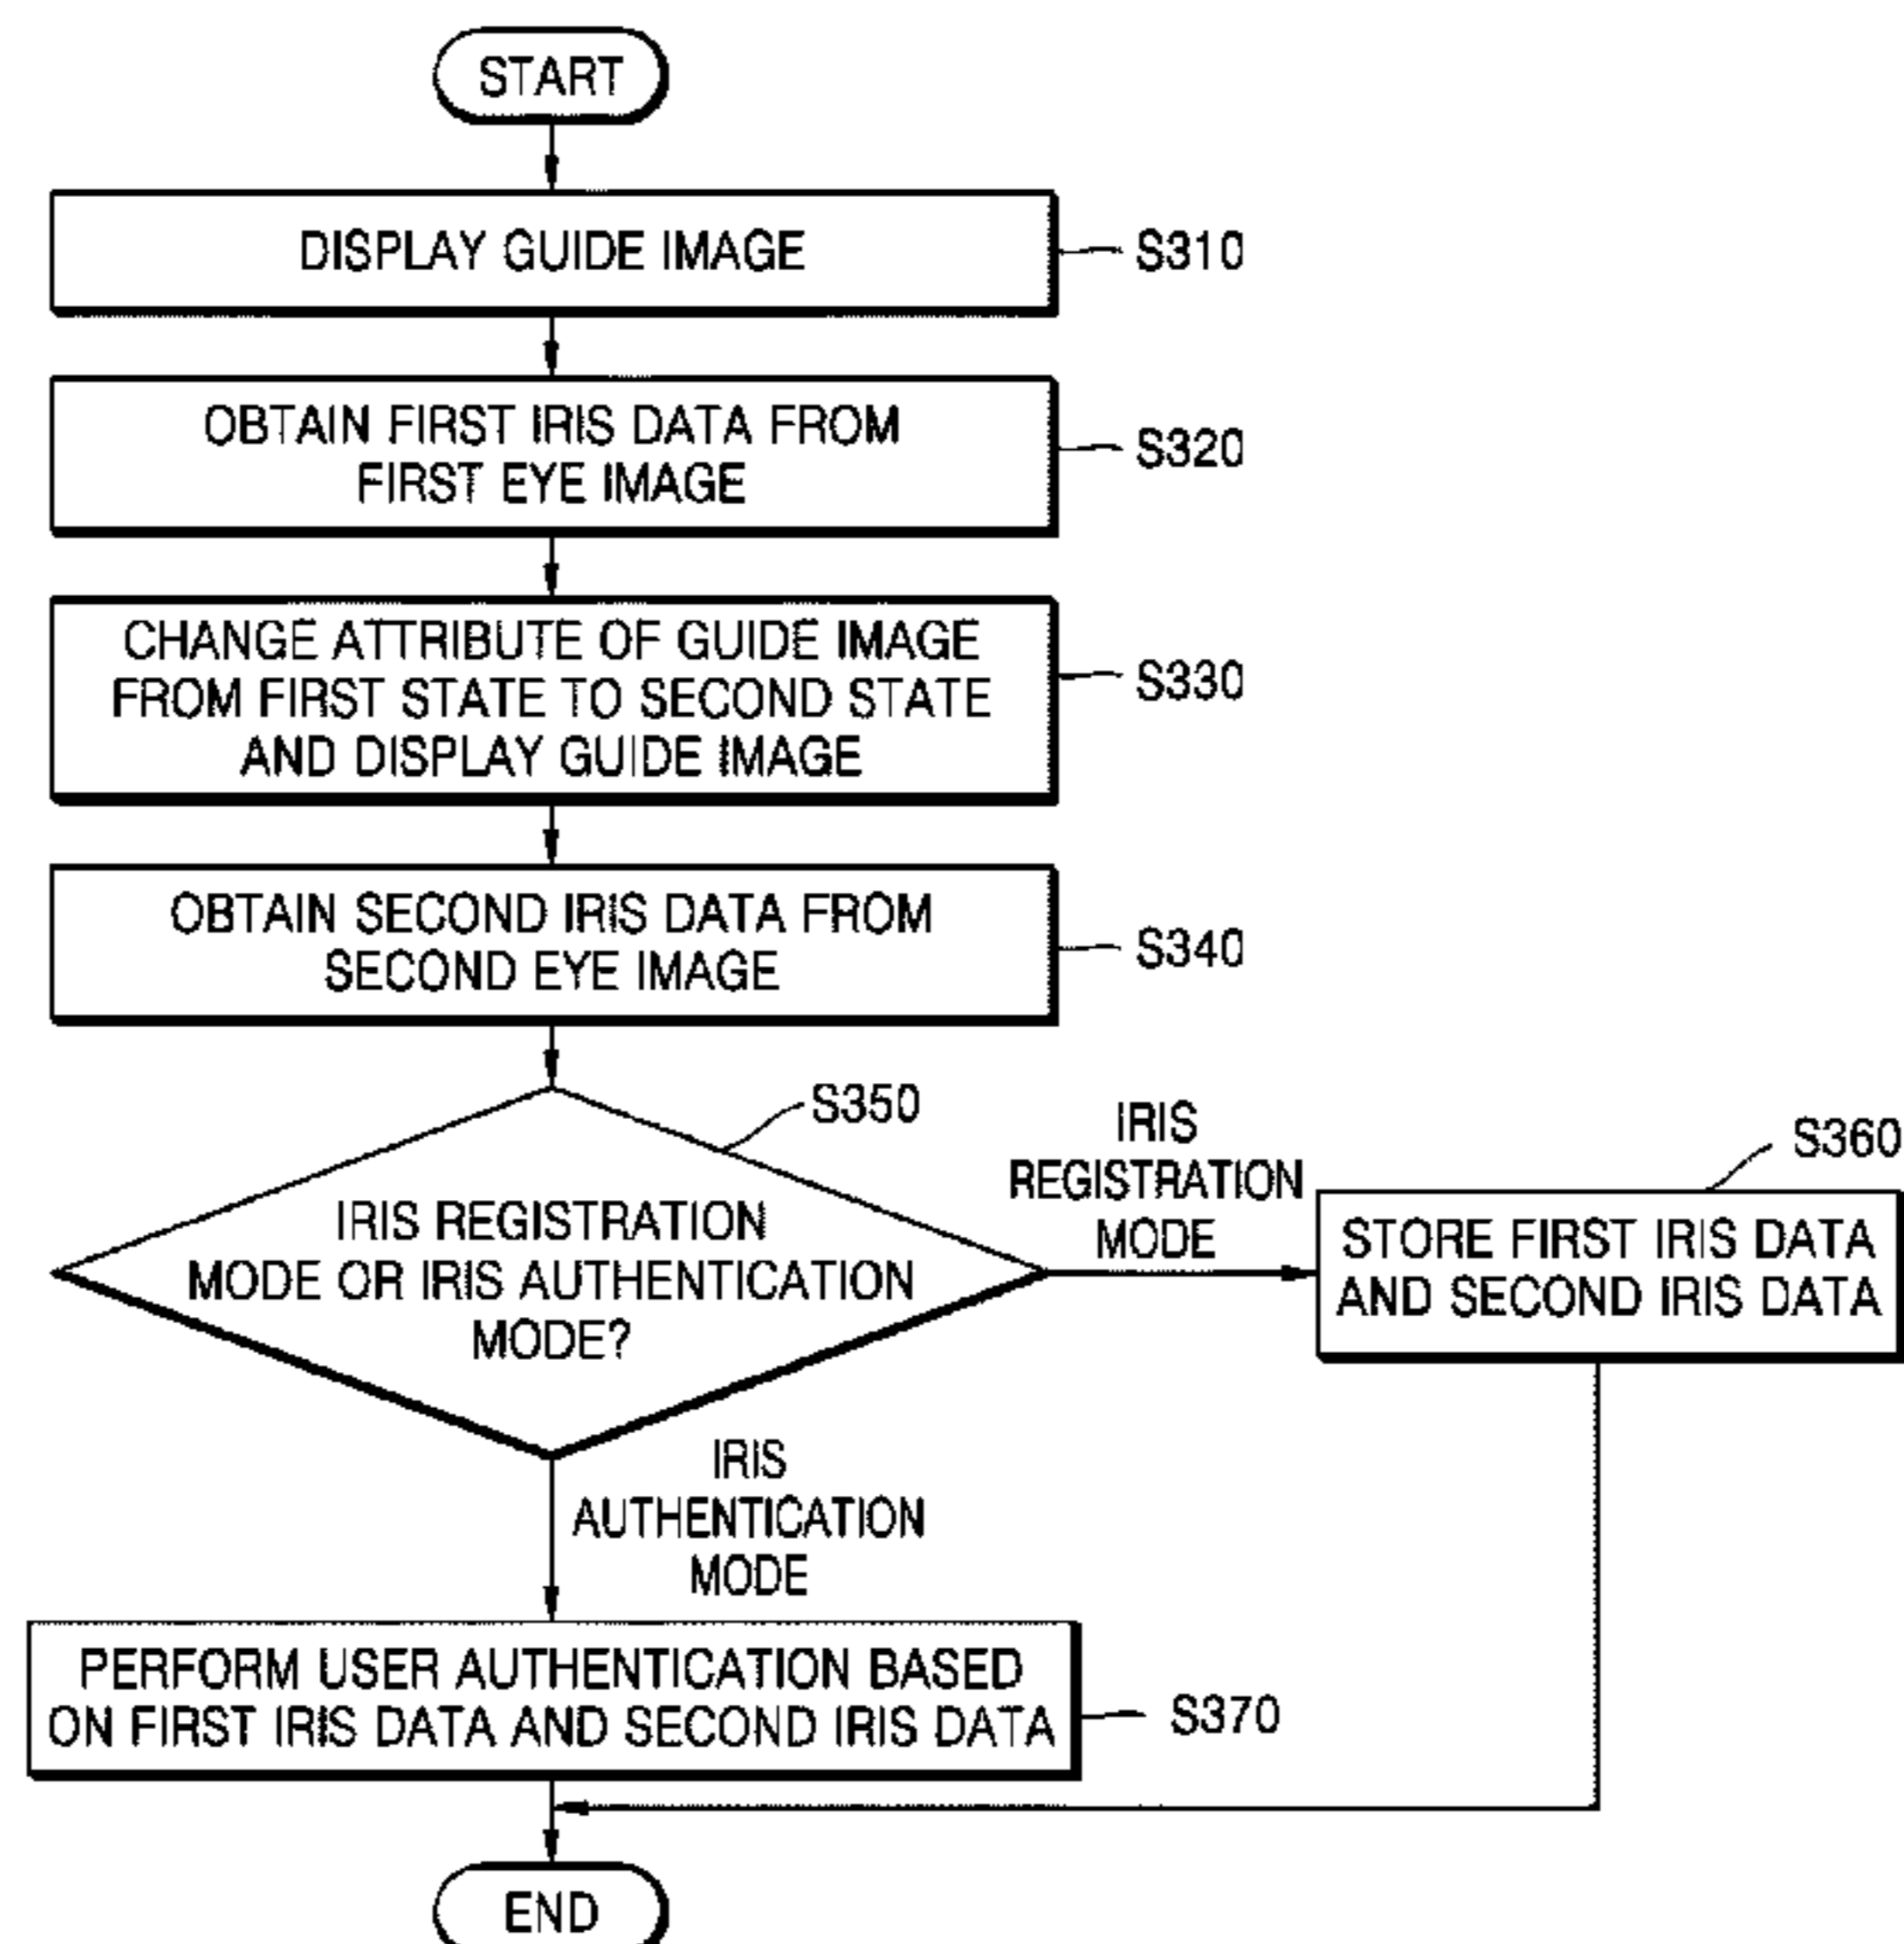 START
DISPLAY GUIDE IMAGE
S310
OBTAIN FIRST IRIS DATA FROM
FIRST EYE IMAGE
S320
CHANGE ATTRIBUTE OF GUIDE IMAGE
FROM FIRST STATE TO SECOND STATE
AND DISPLAY GUIDE IMAGE
S330
OBTAIN SECOND IRIS DATA FROM
SECOND EYE IMAGE
S340
S350
IRIS REGISTRATION
MODE OR IRIS AUTHENTICATION
MODE?
IRIS
REGISTRATION
MODE
S360
STORE FIRST IRIS DATA
AND SECOND IRIS DATA
IRIS
AUTHENTICATION
MODE
PERFORM USER AUTHENTICATION BASED
ON FIRST IRIS DATA AND SECOND IRIS DATA
S370
END